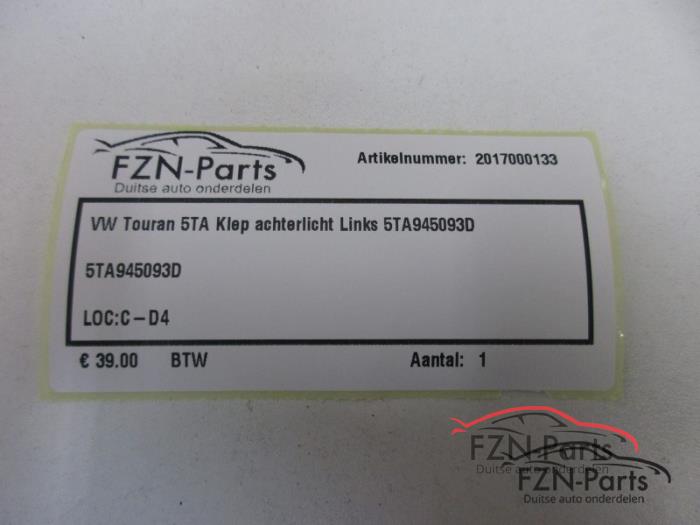 FZN-Parts
Duitse auto onderdelen
Artikelnummer: 2017000133
VW Touran 5TA Klep achterlicht Links 5TA945093D
5TA945093D
LOC:C-D4
€ 39.00 BTW Aantal: 1
FZN-Parts
Duitse auto onderdelen
FZN-Parts
Duitse auto onderdelen